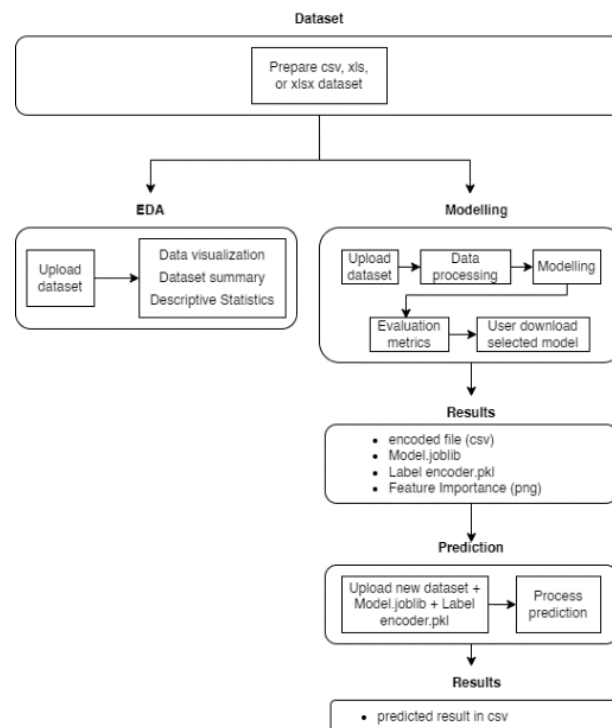 Dataset
Prepare csv, xls,
or xlsx dataset
EDA
Upload
dataset
Data visualization
Dataset summary
Descriptive Statistics
Modelling
Upload
dataset
Data
processing
Modelling
Evaluation
metrics
User download
selected model
Results
• encoded file (csv)
• Model.joblib
• Label encoder.pkl
• Feature Importance (png)
Prediction
Upload new dataset +
Model.joblib + Label
encoder.pkl
Process
prediction
Results
• predicted result in csv